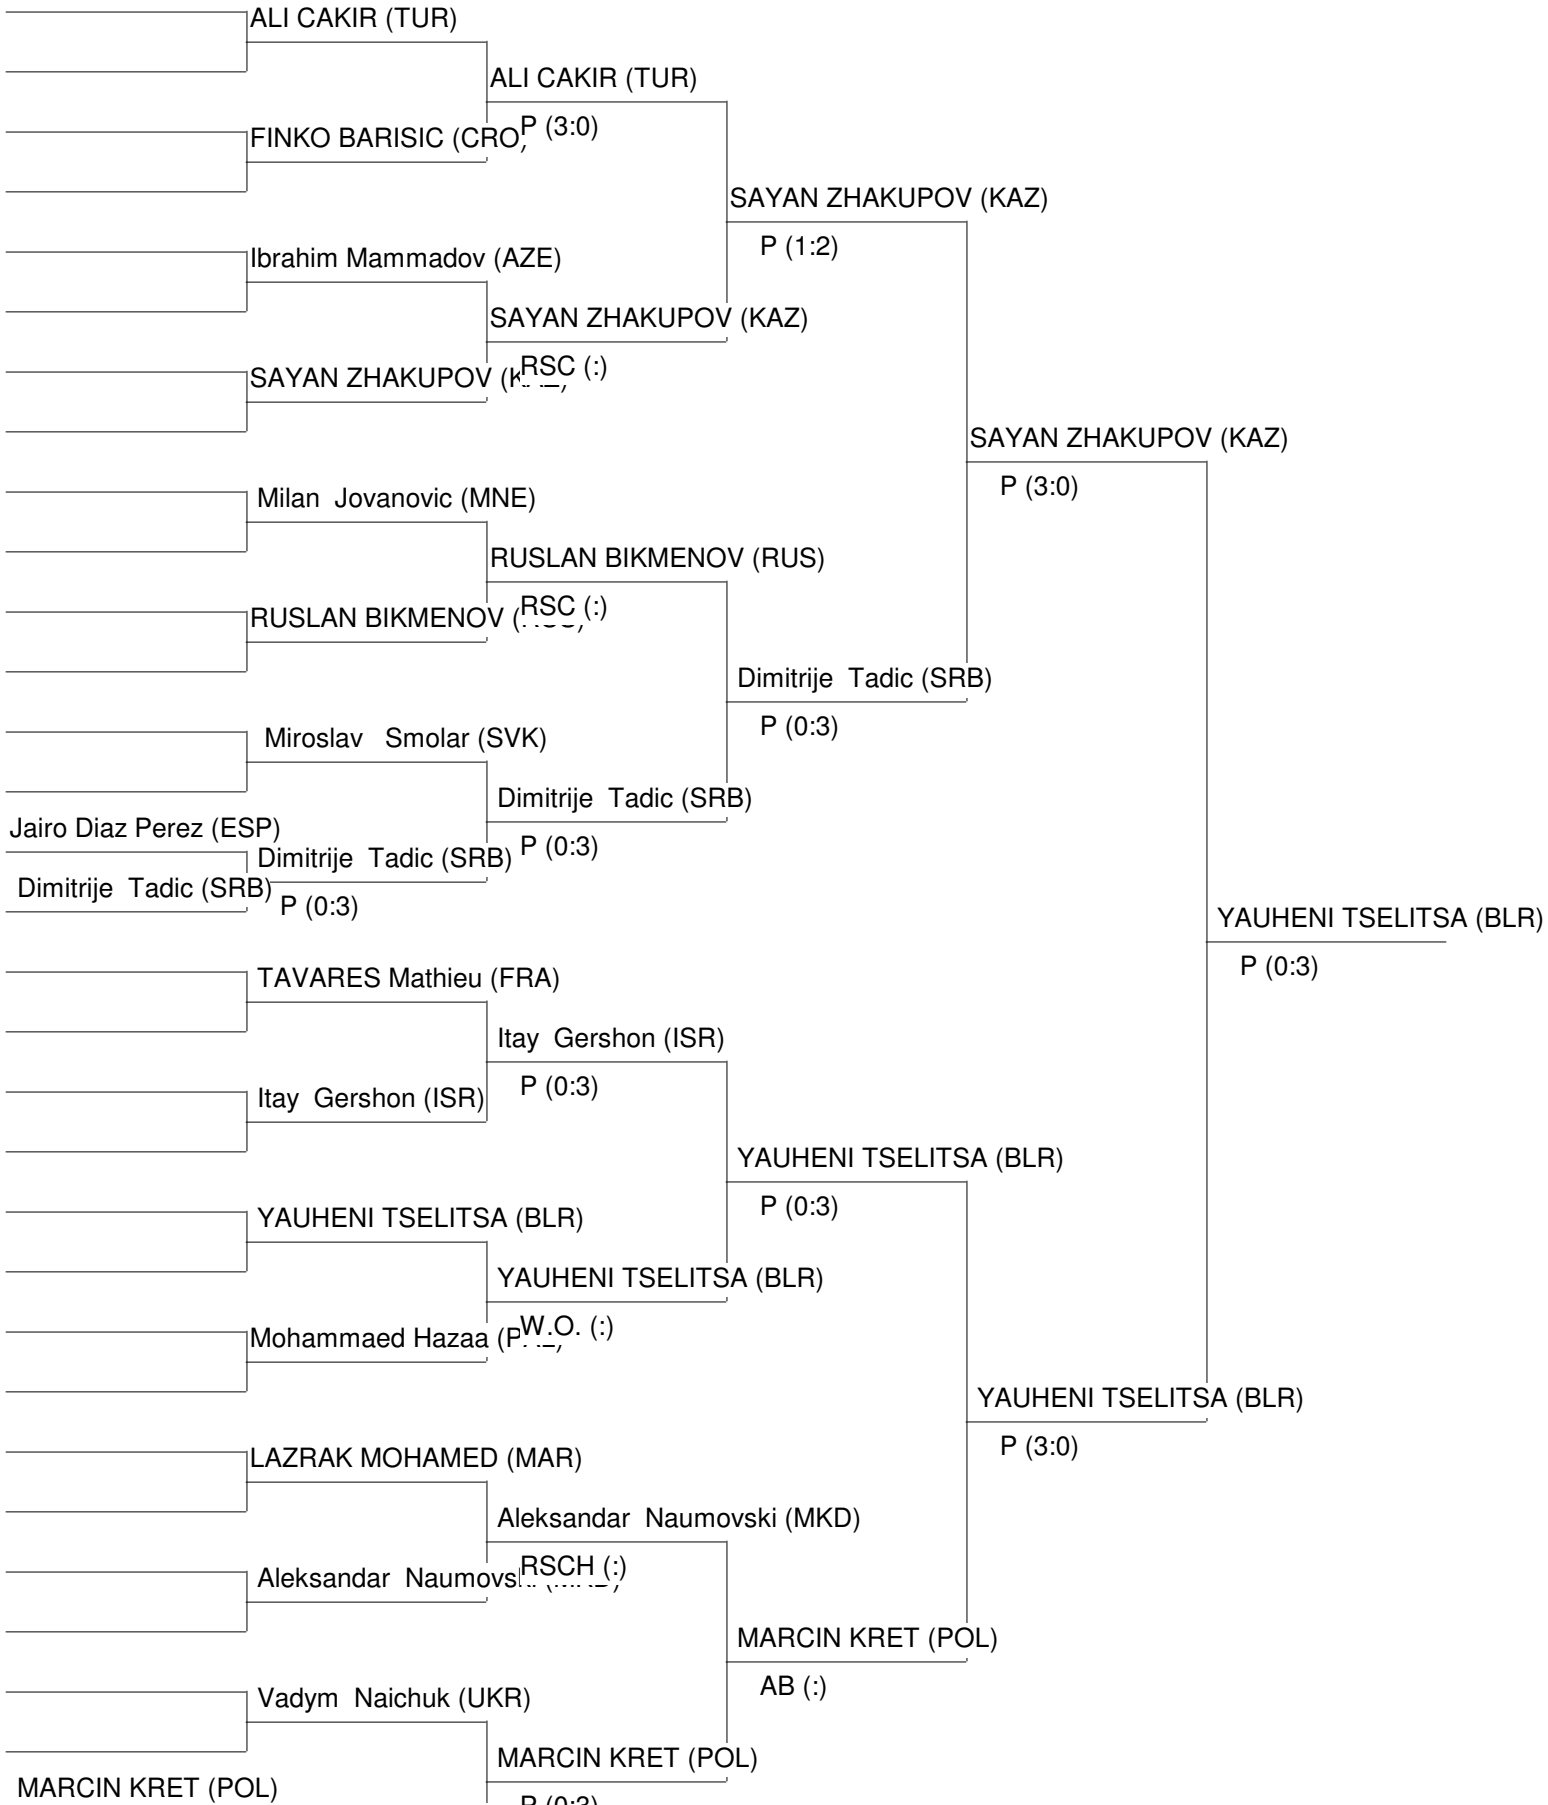 ALI CAKIR (TUR)
ALI CAKIR (TUR)
P (3:0)
FINKO BARISIC (CRO)
SAYAN ZHAKUPOV (KAZ)
P (1:2)
Ibrahim Mammadov (AZE)
SAYAN ZHAKUPOV (KAZ)
RSC (:)
SAYAN ZHAKUPOV
SAYAN ZHAKUPOV (KAZ)
P (3:0)
Milan Jovanovic (MNE)
RUSLAN BIKMENOV (RUS)
RSC (:)
RUSLAN BIKMENOV
Dimitrije Tadic (SRB)
P (0:3)
Miroslav Smolar (SVK)
Dimitrije Tadic (SRB)
P (0:3)
Jairo Diaz Perez (ESP)
Dimitrije Tadic (SRB)
Dimitrije Tadic (SRB)
P (0:3)
YAUHENI TSELITSA (BLR)
P (0:3)
TAVARES Mathieu (FRA)
Itay Gershon (ISR)
P (0:3)
Itay Gershon (ISR)
YAUHENI TSELITSA (BLR)
P (0:3)
YAUHENI TSELITSA (BLR)
YAUHENI TSELITSA (BLR)
W.O. (:)
Mohammaed Hazaa
YAUHENI TSELITSA (BLR)
P (3:0)
LAZRAK MOHAMED (MAR)
Aleksandar Naumovski (MKD)
RSCH (:)
Aleksandar
MARCIN KRET (POL)
AB (:)
Vadym Naichuk (UKR)
MARCIN KRET (POL)
MARCIN KRET (POL)
P (0:3)